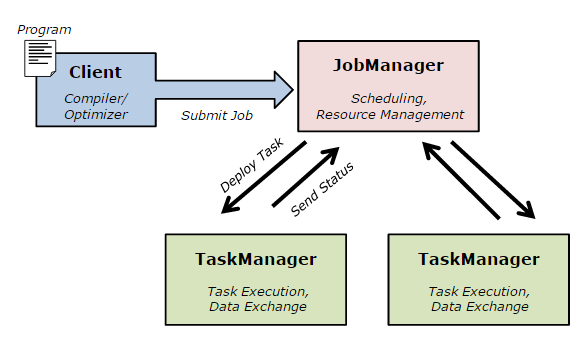 Program
Client
Compiler/
Optimizer
Submit Job
JobManager
Scheduling,
Resource Management
Deploy Task
Send Status
TaskManager
Task Execution,
Data Exchange
TaskManager
Task Execution,
Data Exchange